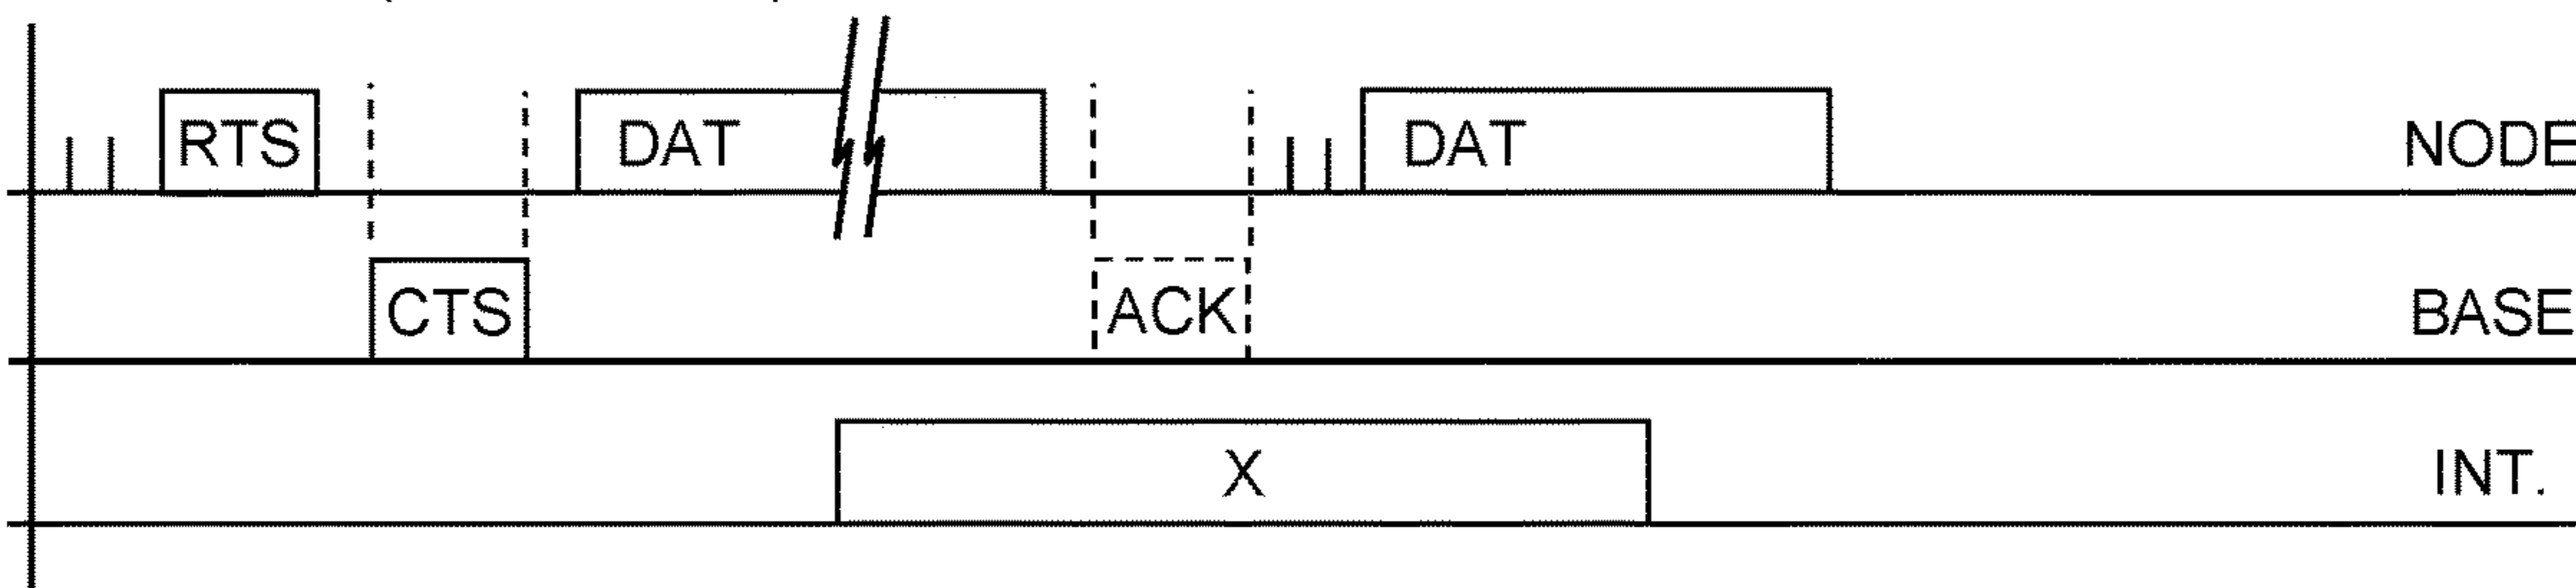 RTS DAT DAT NODE
CTS ACK BASE
X INT.